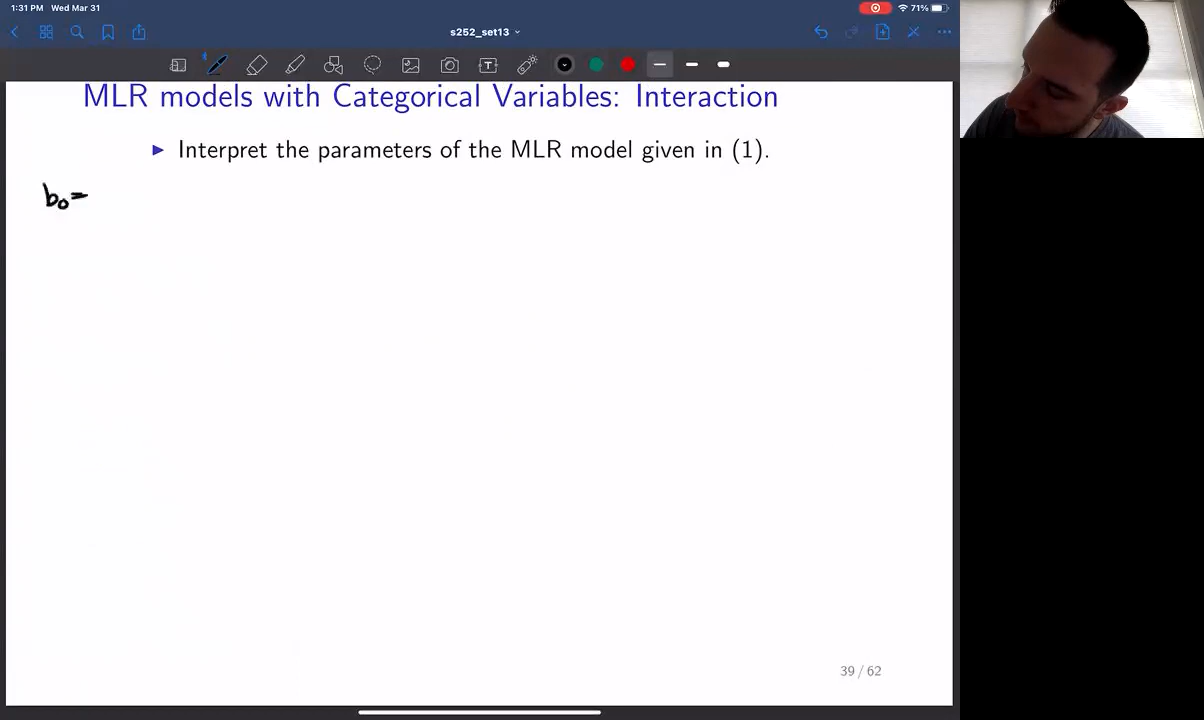 1:31 PM Wed Mar 31
71%
s252_set13
T
MLR models with Categorical Variables: Interaction
Interpret the parameters of the MLR model given in (1).
b₀=
39 / 62